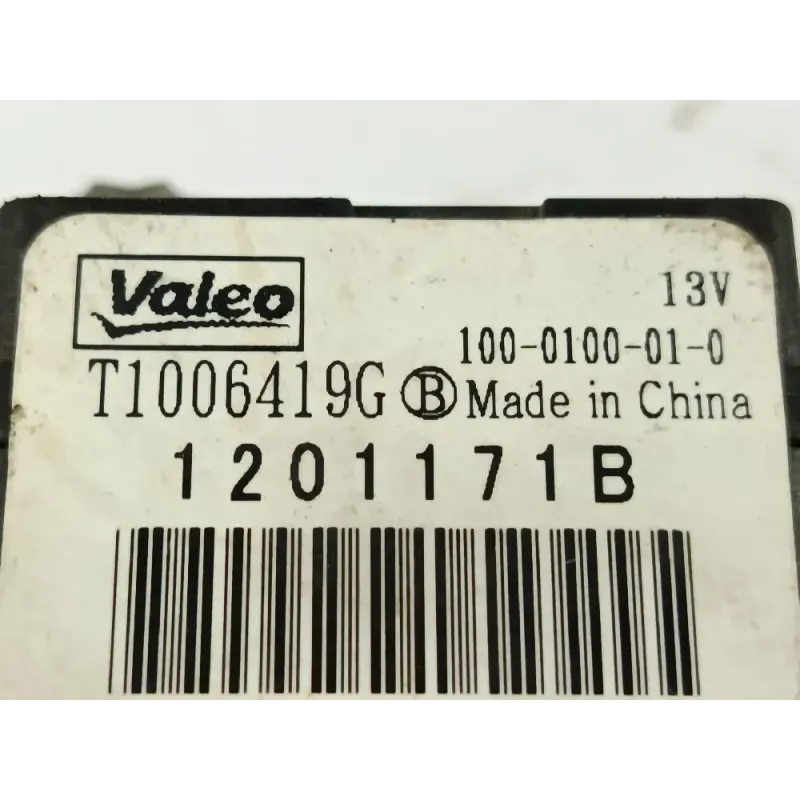 Valeo
13V
100-0100-01-0
T1006419G Ⓑ Made in China
1201171B